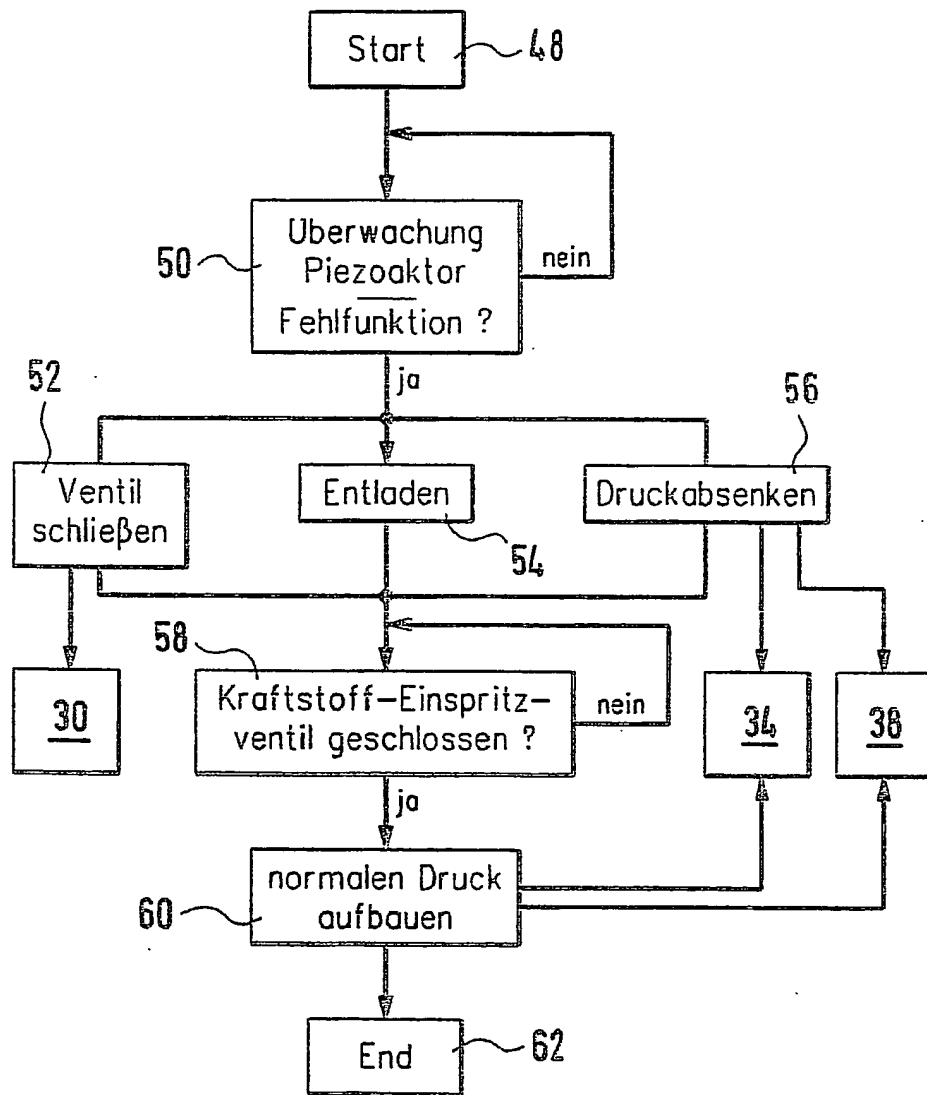 Start
48
Überwachung
Piezoaktor
Fehlfunktion ?
50
nein
ja
52
56
Ventil
schließen
Entladen
Druckabsenken
54
58
30
Kraftstoff–Einspritz–
ventil geschlossen ?
nein
34
38
ja
normalen Druck
aufbauen
60
End
62